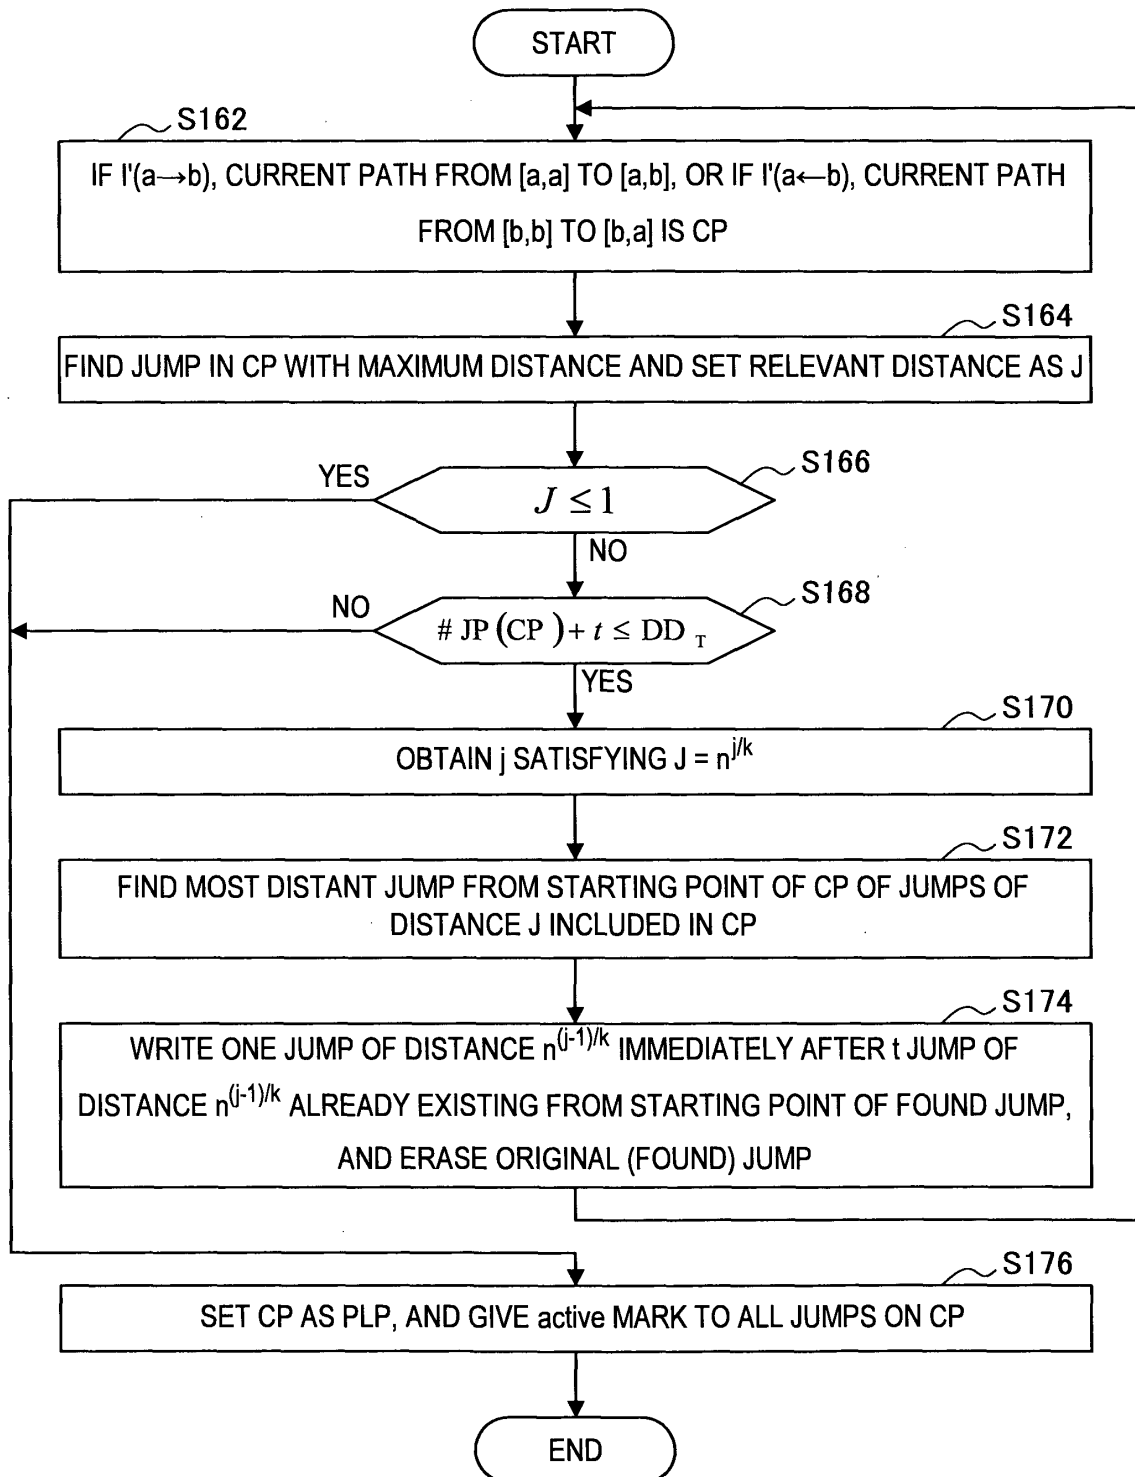 START
S162
IF I'(a→b), CURRENT PATH FROM [a,a] TO [a,b], OR IF I'(a←b), CURRENT PATH
FROM [b,b] TO [b,a] IS CP
S164
FIND JUMP IN CP WITH MAXIMUM DISTANCE AND SET RELEVANT DISTANCE AS J
S166
YES
J ≤ 1
NO
S168
NO
# JP (CP) + t ≤ DD T
YES
S170
OBTAIN j SATISFYING J = n^{j/k}
S172
FIND MOST DISTANT JUMP FROM STARTING POINT OF CP OF JUMPS OF
DISTANCE J INCLUDED IN CP
S174
WRITE ONE JUMP OF DISTANCE n^{(j-1)/k} IMMEDIATELY AFTER t JUMP OF
DISTANCE n^{(j-1)/k} ALREADY EXISTING FROM STARTING POINT OF FOUND JUMP,
AND ERASE ORIGINAL (FOUND) JUMP
S176
SET CP AS PLP, AND GIVE active MARK TO ALL JUMPS ON CP
END